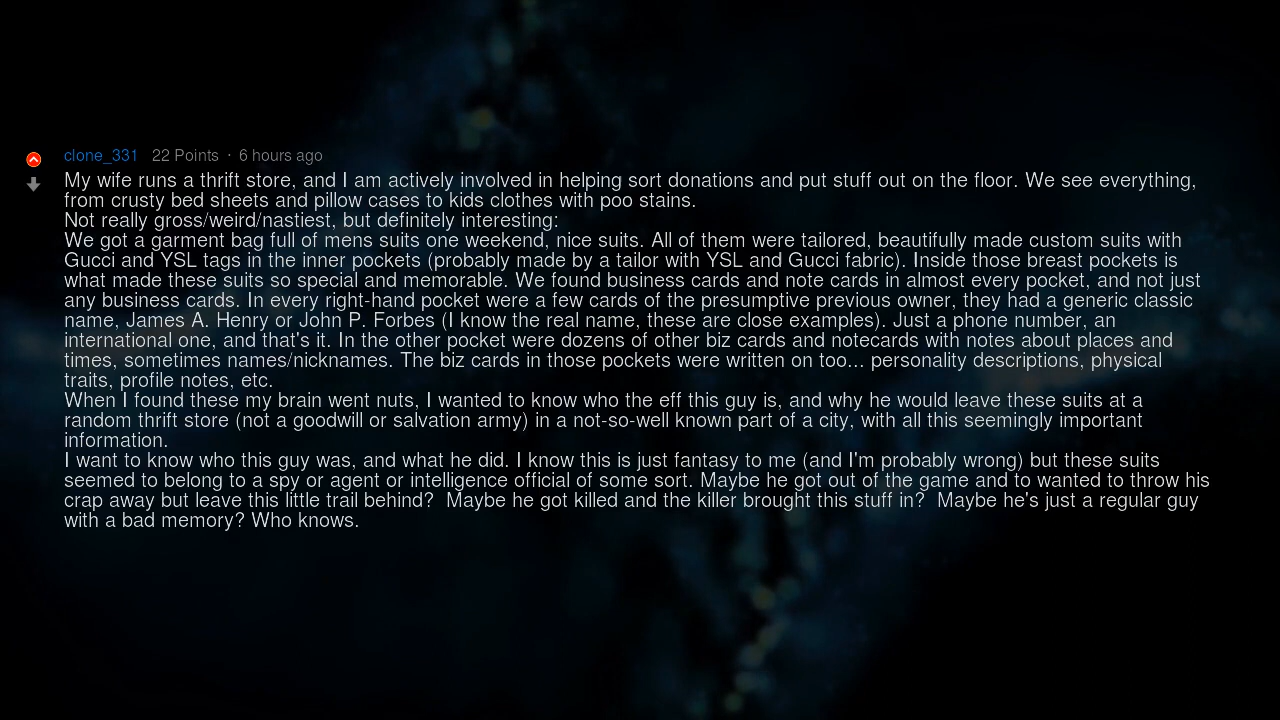 clone_331 22 Points · 6 hours ago
My wife runs a thrift store, and I am actively involved in helping sort donations and put stuff out on the floor. We see everything,
from crusty bed sheets and pillow cases to kids clothes with poo stains.
Not really gross/weird/nastiest, but definitely interesting:
We got a garment bag full of mens suits one weekend, nice suits. All of them were tailored, beautifully made custom suits with
Gucci and YSL tags in the inner pockets (probably made by a tailor with YSL and Gucci fabric). Inside those breast pockets is
what made these suits so special and memorable. We found business cards and note cards in almost every pocket, and not just
any business cards. In every right-hand pocket were a few cards of the presumptive previous owner, they had a generic classic
name, James A. Henry or John P. Forbes (I know the real name, these are close examples). Just a phone number, an
international one, and that's it. In the other pocket were dozens of other biz cards and notecards with notes about places and
times, sometimes names/nicknames. The biz cards in those pockets were written on too... personality descriptions, physical
traits, profile notes, etc.
When I found these my brain went nuts, I wanted to know who the eff this guy is, and why he would leave these suits at a
random thrift store (not a goodwill or salvation army) in a not-so-well known part of a city, with all this seemingly important
information.
I want to know who this guy was, and what he did. I know this is just fantasy to me (and I'm probably wrong) but these suits
seemed to belong to a spy or agent or intelligence official of some sort. Maybe he got out of the game and to wanted to throw his
crap away but leave this little trail behind?  Maybe he got killed and the killer brought this stuff in?  Maybe he's just a regular guy
with a bad memory? Who knows.